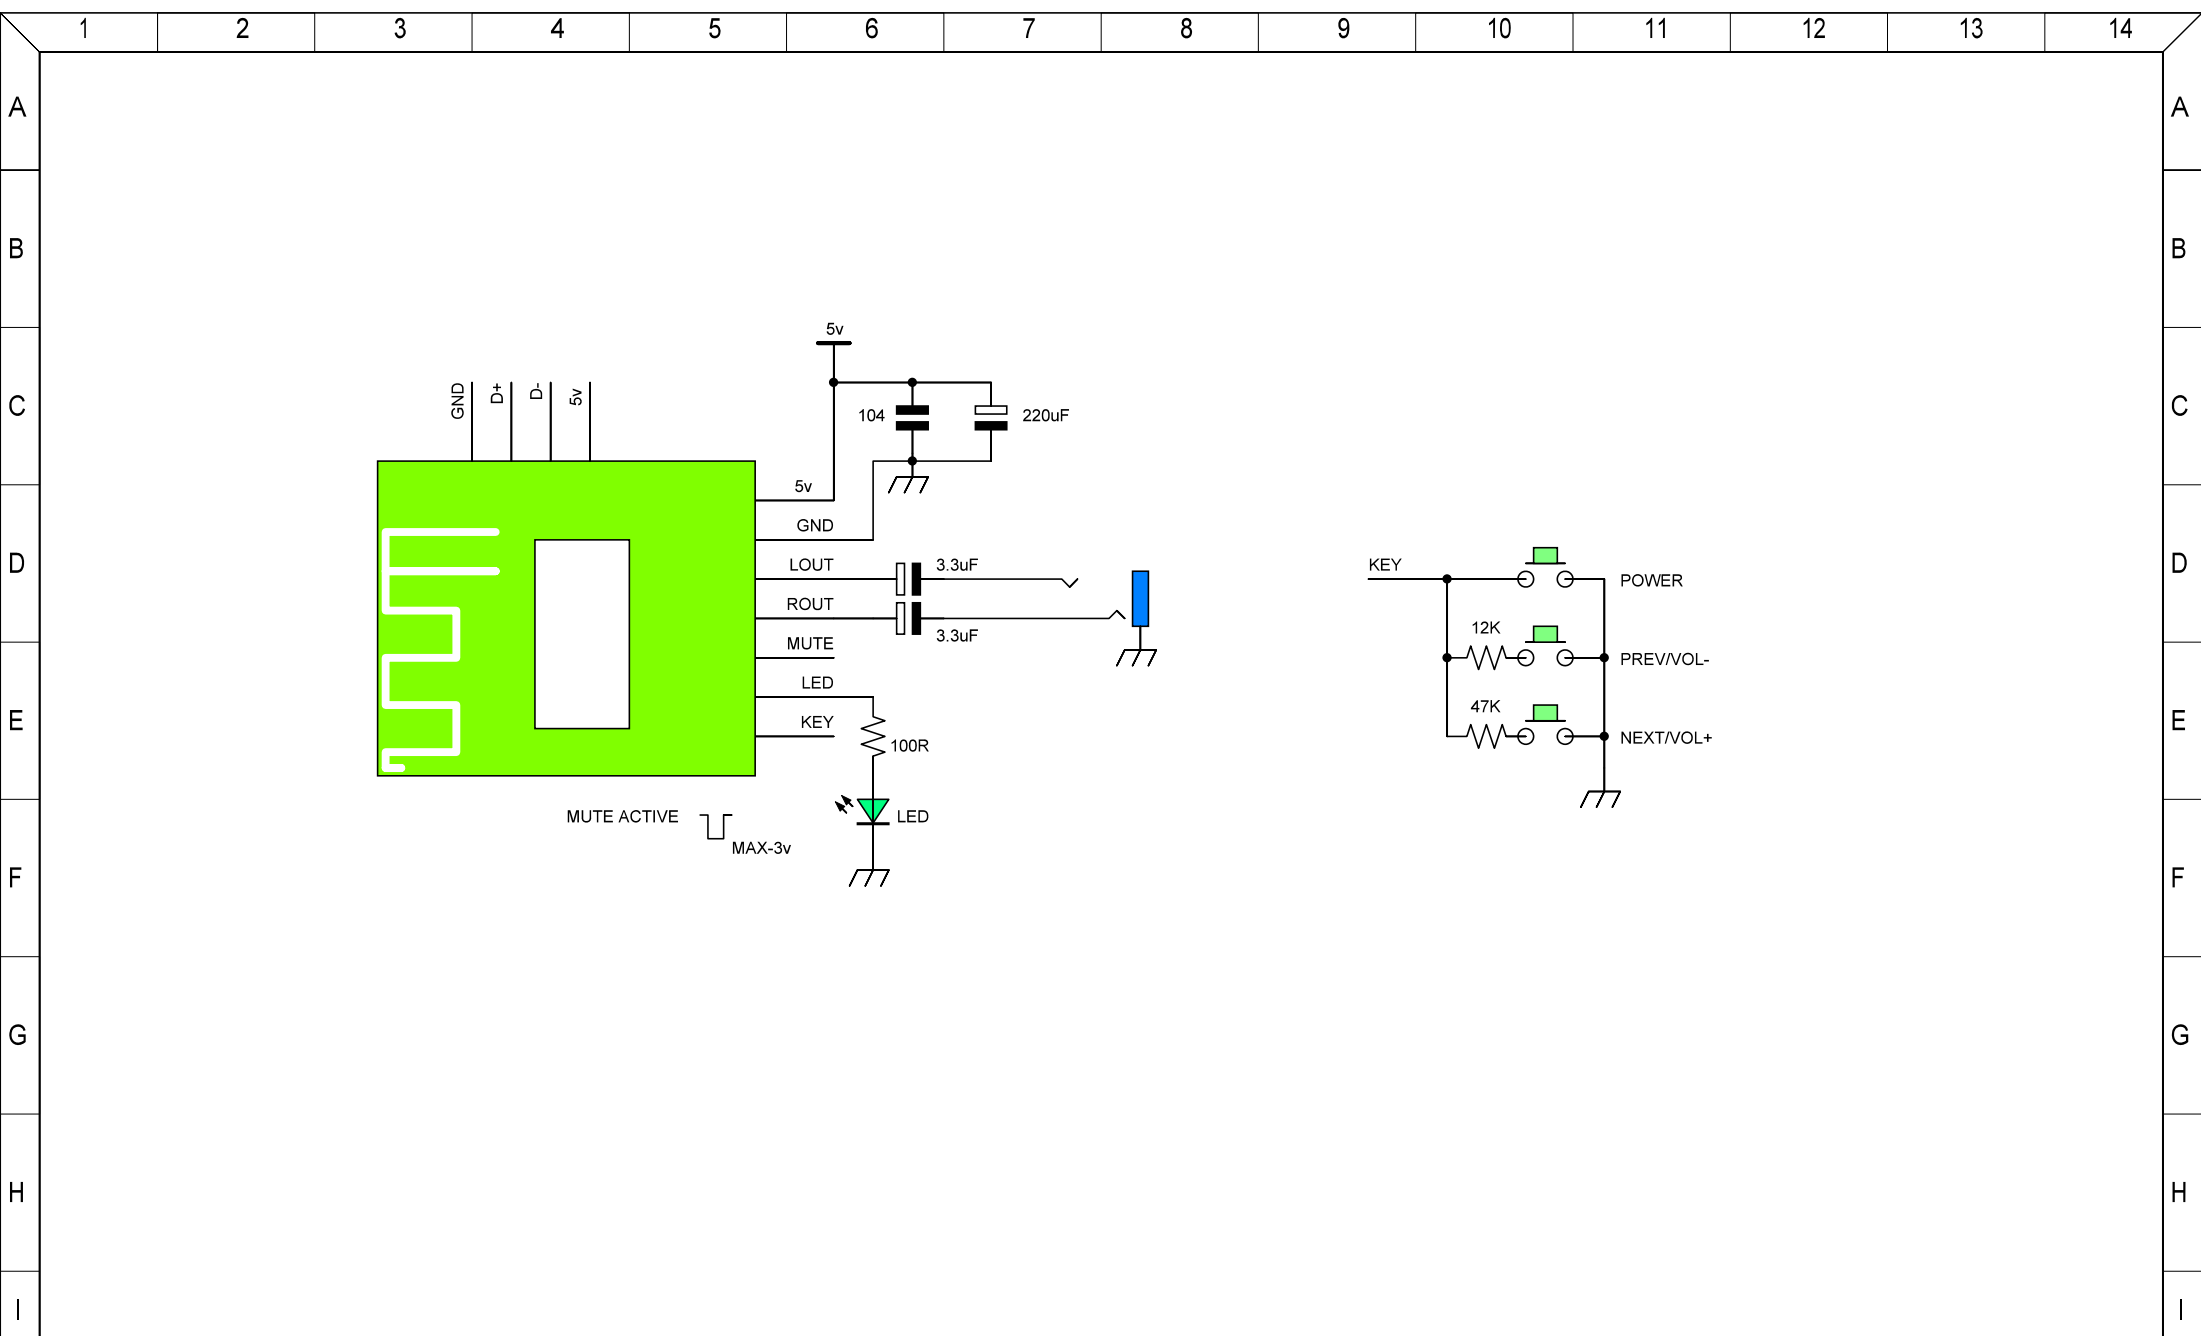 1 2 3 4 5 6 7 8 9 10 11 12 13 14
A A
B B
5v
C C
GND D+ D- 5v
104 220uF
5v
GND
D D
LOUT 3.3uF
KEY
POWER
ROUT
3.3uF
12K
MUTE
PREV/VOL-
LED
47K
E E
KEY
NEXT/VOL+
100R
MUTE ACTIVE
LED
MAX-3v
F F
G G
H H
I I